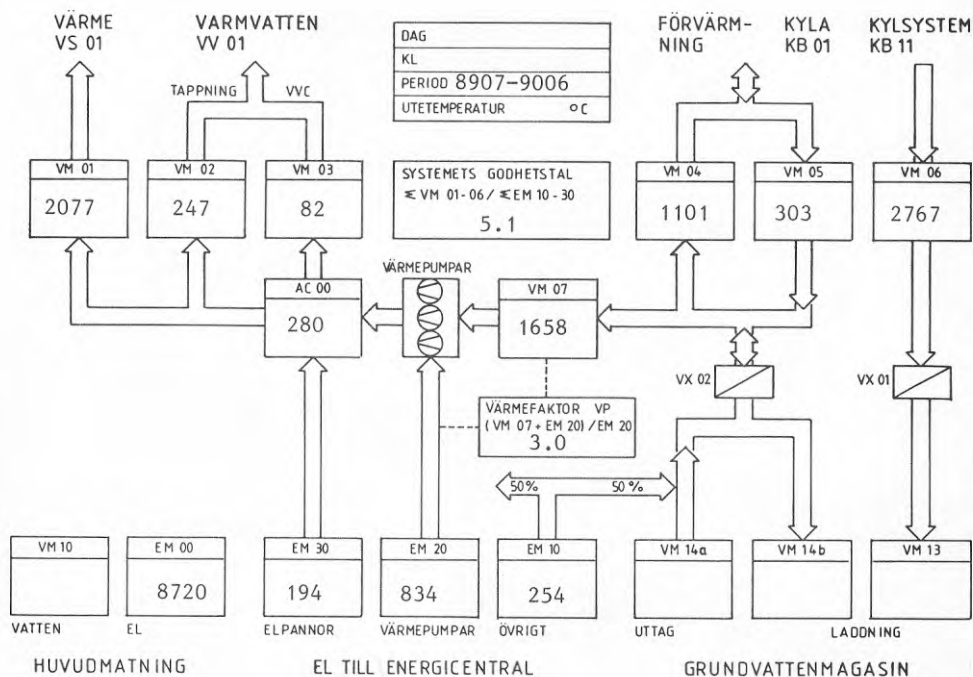 VÄRME
VS 01
VARMVATTEN
VV 01
DAG
KL
PERIOD 8907-9006
UTETEMPERATUR °C
FÖRVÄRM-
NING
KYLA
KB 01
KYLSYSTEM
KB 11
TAPPNING
VVC
VM 01
2077
VM 02
247
VM 03
82
SYSTEMETS GODHETSTAL
Σ VM 01-06 / Σ EM 10-30
5.1
VM 04
1101
VM 05
303
VM 06
2767
VÄRMEPUMPAR
AC 00
280
VM 07
1658
VX 02
VX 01
VÄRMEFAKTOR VP
(VM 07 + EM 20) / EM 20
3.0
50%
50%
VM 10
VATTEN
EM 00
8720
EL
EM 30
194
ELPANNOR
EM 20
834
VÄRMEPUMPAR
EM 10
254
ÖVRIGT
VM 14a
UTTAG
VM 14b
VM 13
LADDNING
HUVUDMATNING
EL TILL ENERGICENTRAL
GRUNDVATTENMAGASIN